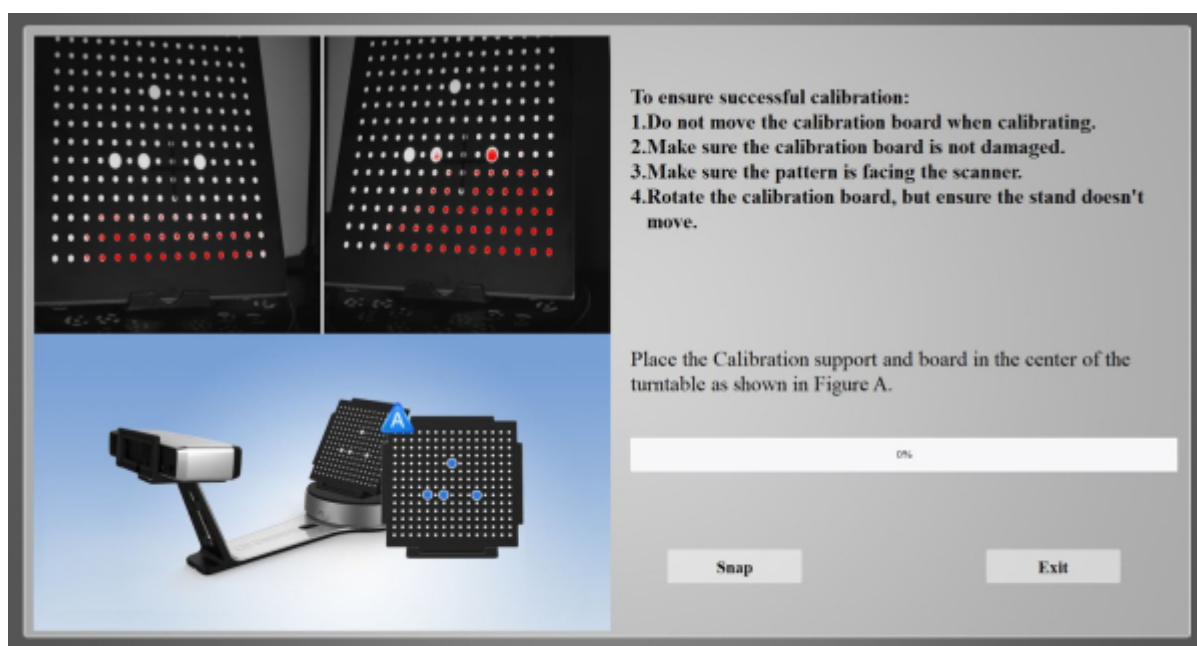 To ensure successful calibration:
1.Do not move the calibration board when calibrating.
2.Make sure the calibration board is not damaged.
3.Make sure the pattern is facing the scanner.
4.Rotate the calibration board, but ensure the stand doesn't
move.
Place the Calibration support and board in the center of the
turntable as shown in Figure A.
0%
A
Snap
Exit